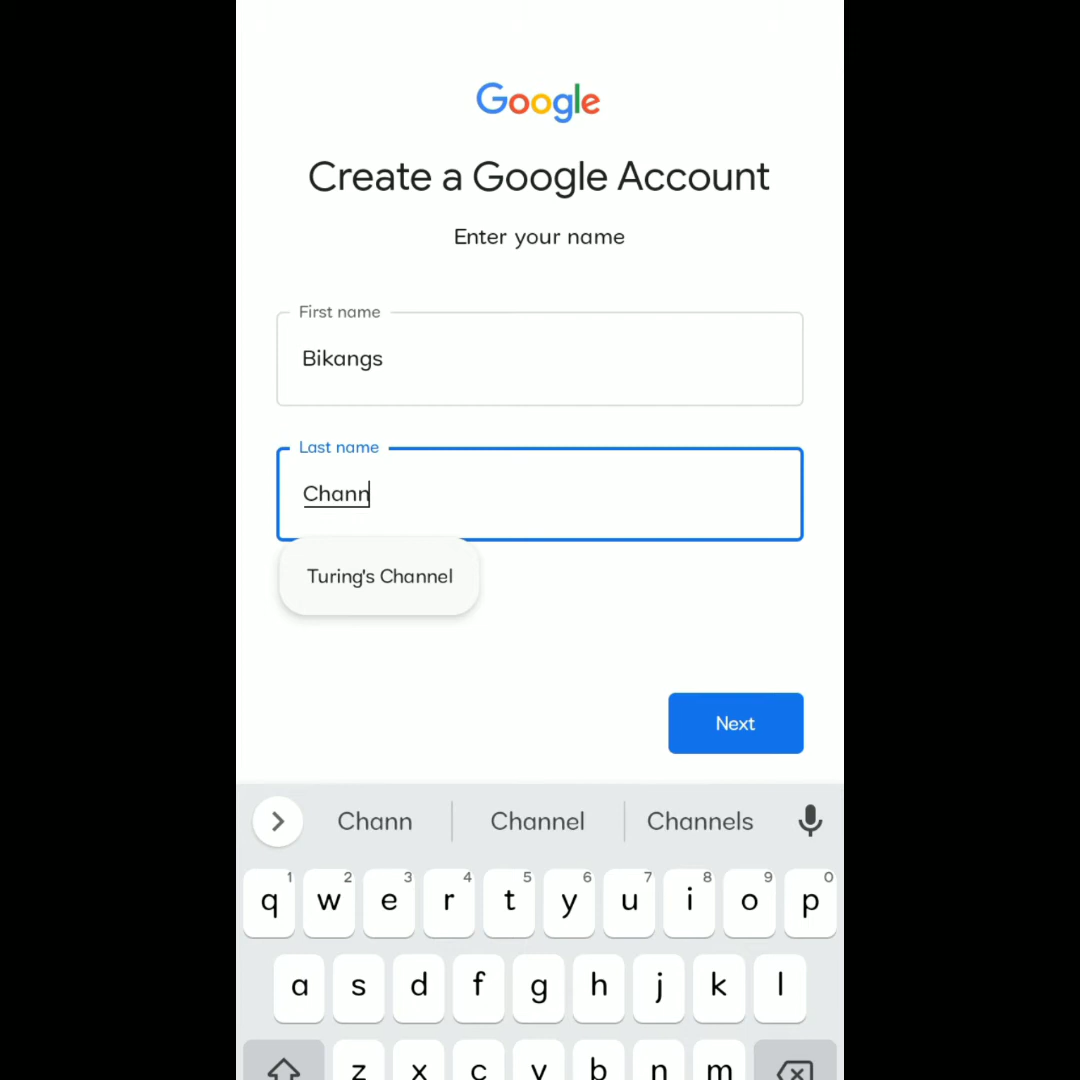 Google
Create a Google Account
Enter your name
First name
Bikangs
Last name
Chann
Turing's Channel
Next
Chann Channel Channels
1 2 3 4 5 6 7 8 9 0
q w e r t y u i o p
a s d f g h j k l
z x c v b n m